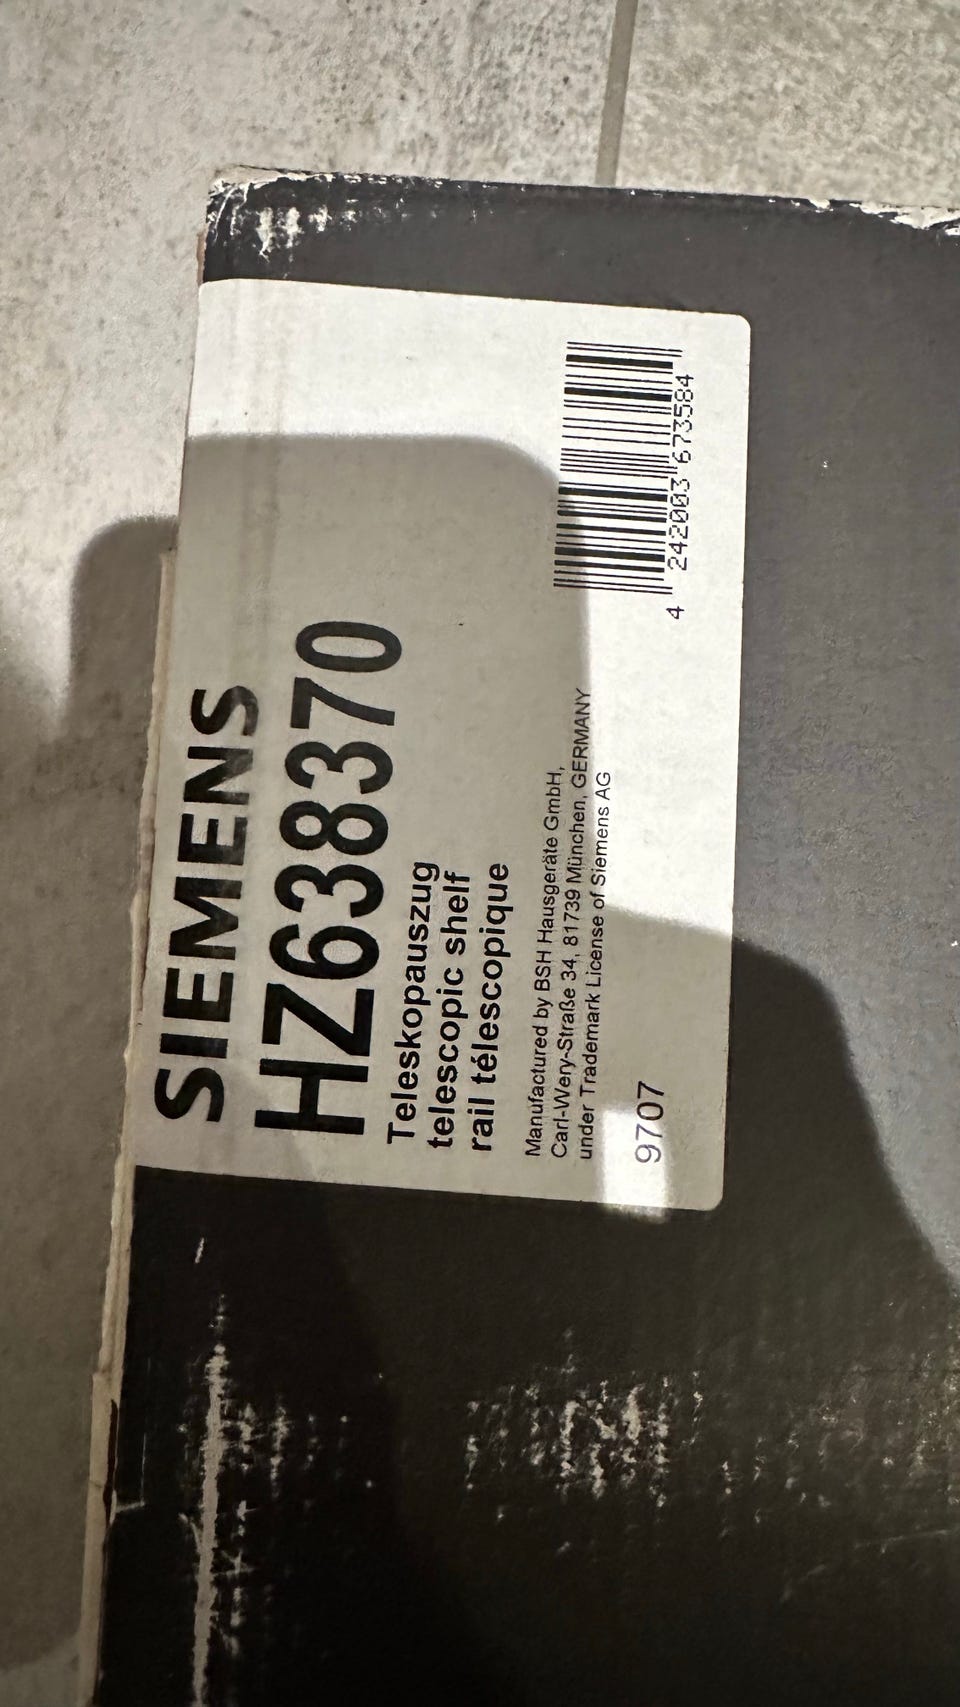 SIEMENS
HZ638370
Teleskopauszug
telescopic shelf
rail télescopique
Manufactured by BSH Hausgeräte GmbH,
Carl-Wery-Straße 34, 81739 München, GERMANY
under Trademark License of Siemens AG
9707
4 242003 673584